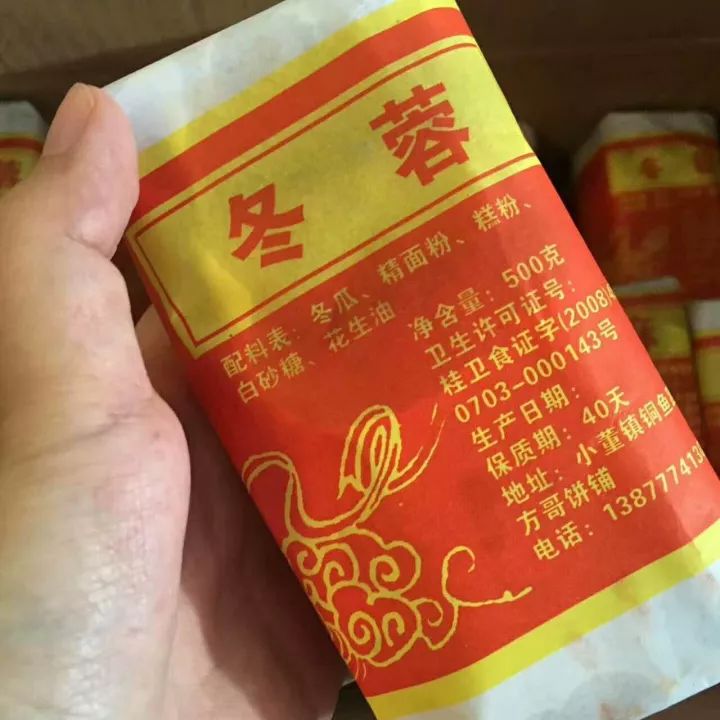 冬蓉
配料表：冬瓜、精面粉、糕粉、
白砂糖、花生油
净含量：500克
卫生许可证号：
桂卫食证字(2008)
0703-000143号
生产日期：
保质期：40天
地址：小董镇铜鱼
方哥饼铺
电话：138777413